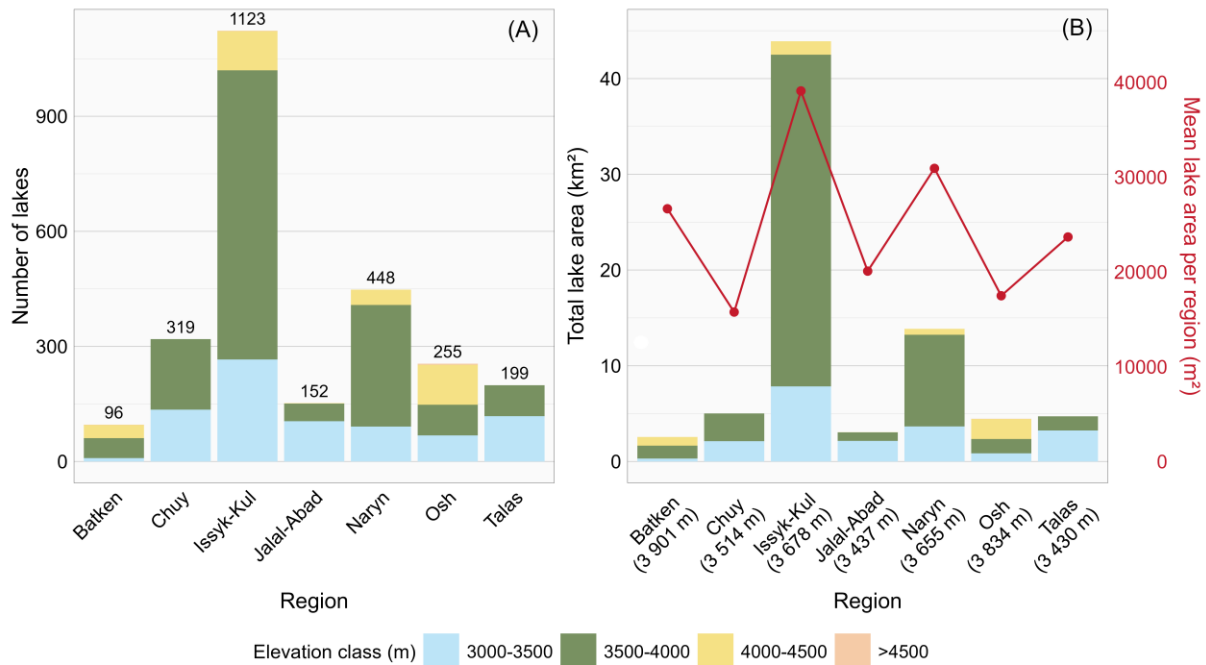 (A)
Number of lakes
900
600
300
0
96
319
1123
152
448
255
199
Batken
Chuy
Issyk-Kul
Jalal-Abad
Naryn
Osh
Talas
Region
(B)
Total lake area (km²)
40
30
20
10
0
40000
30000
20000
10000
0
Mean lake area per region (m²)
Batken
(3 901 m)
Chuy
(3 514 m)
Issyk-Kul
(3 678 m)
Jalal-Abad
(3 437 m)
Naryn
(3 655 m)
Osh
(3 834 m)
Talas
(3 430 m)
Region
Elevation class (m) 3000-3500 3500-4000 4000-4500 >4500